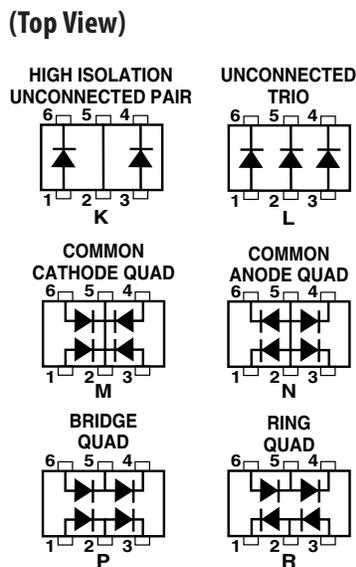 (Top View)
HIGH ISOLATION
UNCONNECTED PAIR
6 5 4
1 2 3
K
UNCONNECTED
TRIO
6 5 4
1 2 3
L
COMMON
CATHODE QUAD
6 5 4
1 2 3
M
COMMON
ANODE QUAD
6 5 4
1 2 3
N
BRIDGE
QUAD
6 5 4
1 2 3
P
RING
QUAD
6 5 4
1 2 3
R